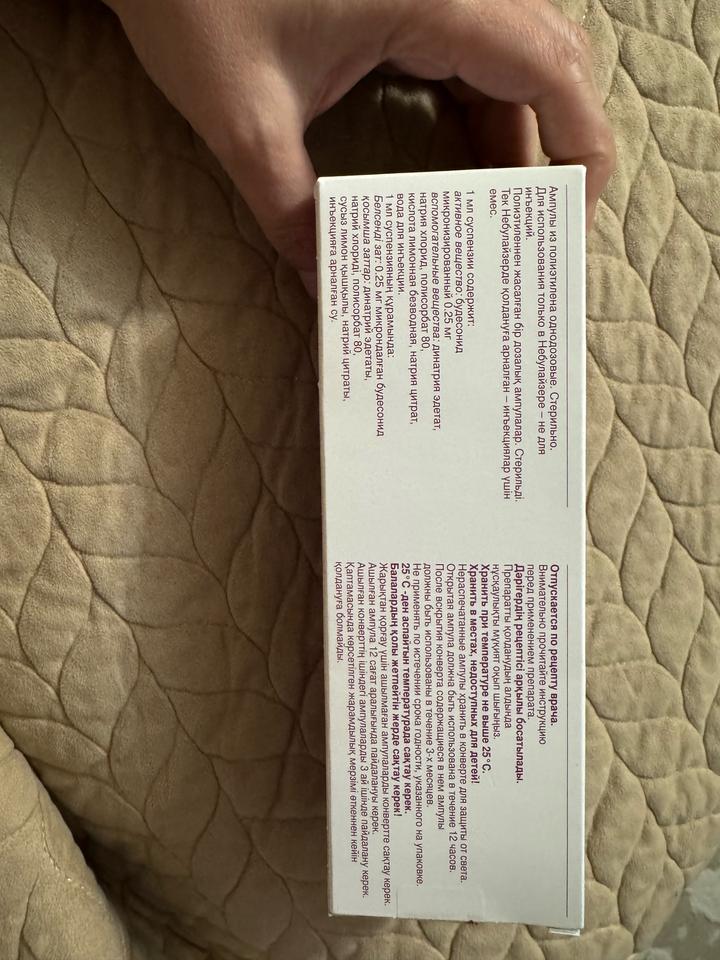 Ампулы из полиэтилена однодозовые. Стерильно.
Для использования только в Небулайзере – не для
инъекций.
Полиэтиленнен жасалған бір дозалық ампулалар. Стерильді.
Тек Небулайзерде қолдануға арналған – инъекциялар үшін
емес.
1 мл суспензии содержит:
активное вещество: будесонид
микронизированный 0.25 мг
вспомогательные вещества: динатрия эдетат,
натрия хлорид, полисорбат 80,
кислота лимонная безводная, натрия цитрат,
вода для инъекции.
1 мл суспензияның құрамында:
Белсенді зат: 0.25 мг микрондалған будесонид
қосымша заттар: динатрий эдетаты,
натрий хлориді, полисорбат 80,
сусыз лимон қышқылы, натрий цитраты,
инъекцияға арналған су.
Отпускается по рецепту врача.
Внимательно прочитайте инструкцию
перед применением препарата.
Дәрігердің рецептісі арқылы босатылады.
Препаратты қолданудың алдында
нұсқаулықты мұқият оқып шығыңыз.
Хранить при температуре не выше 25°C.
Хранить в местах, недоступных для детей!
Нераспечатанные ампулы хранить в конверте для защиты от света.
Открытая ампула должна быть использована в течение 12 часов.
После вскрытия конверта содержащиеся в нем ампулы
должны быть использованы в течение 3-х месяцев.
Не применять по истечении срока годности, указанного на упаковке.
25°C -ден аспайтын температурада сақтау керек.
Балалардың қолы жетпейтін жерде сақтау керек!
Жарықтан қорғау үшін ашылмаған ампулаларды конвертте сақтау керек.
Ашылған ампула 12 сағат аралығында пайдалануы керек.
Ашылған конверттің ішіндегі ампулаларды 3 ай ішінде пайдалану керек.
Қаптамасында көрсетілген жарамдылық мерзімі өткеннен кейін
қолдануға болмайды.